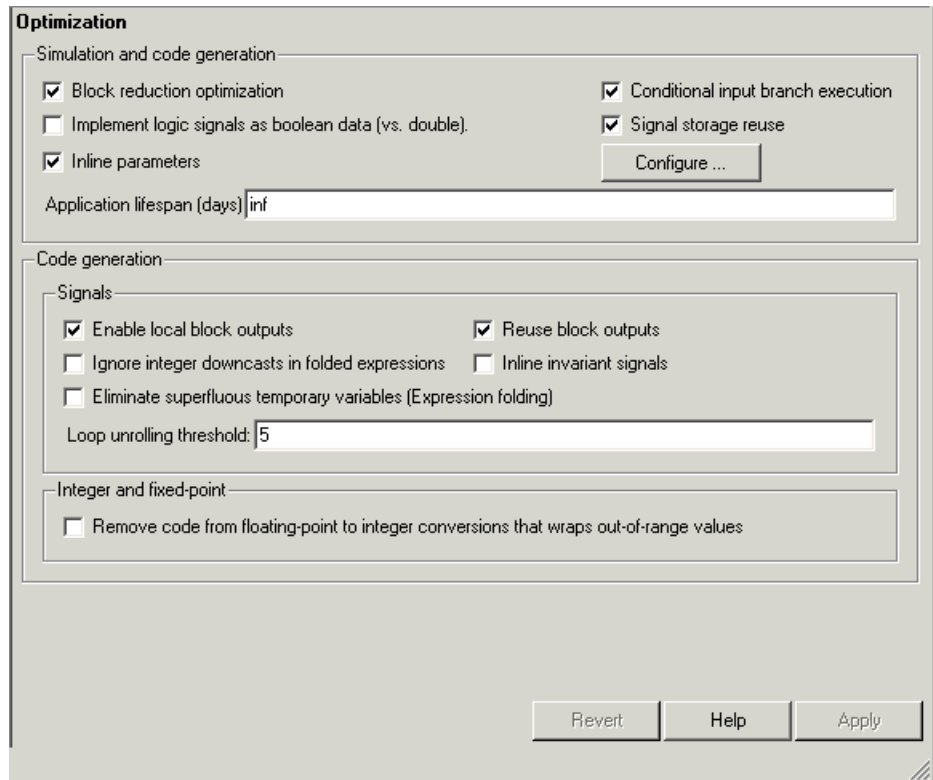 Optimization
Simulation and code generation
Block reduction optimization
Conditional input branch execution
Implement logic signals as boolean data (vs. double).
Signal storage reuse
Inline parameters
Configure ...
Application lifespan (days) inf
Code generation
Signals
Enable local block outputs
Reuse block outputs
Ignore integer downcasts in folded expressions
Inline invariant signals
Eliminate superfluous temporary variables (Expression folding)
Loop unrolling threshold: 5
Integer and fixed-point
Remove code from floating-point to integer conversions that wraps out-of-range values
Revert Help Apply